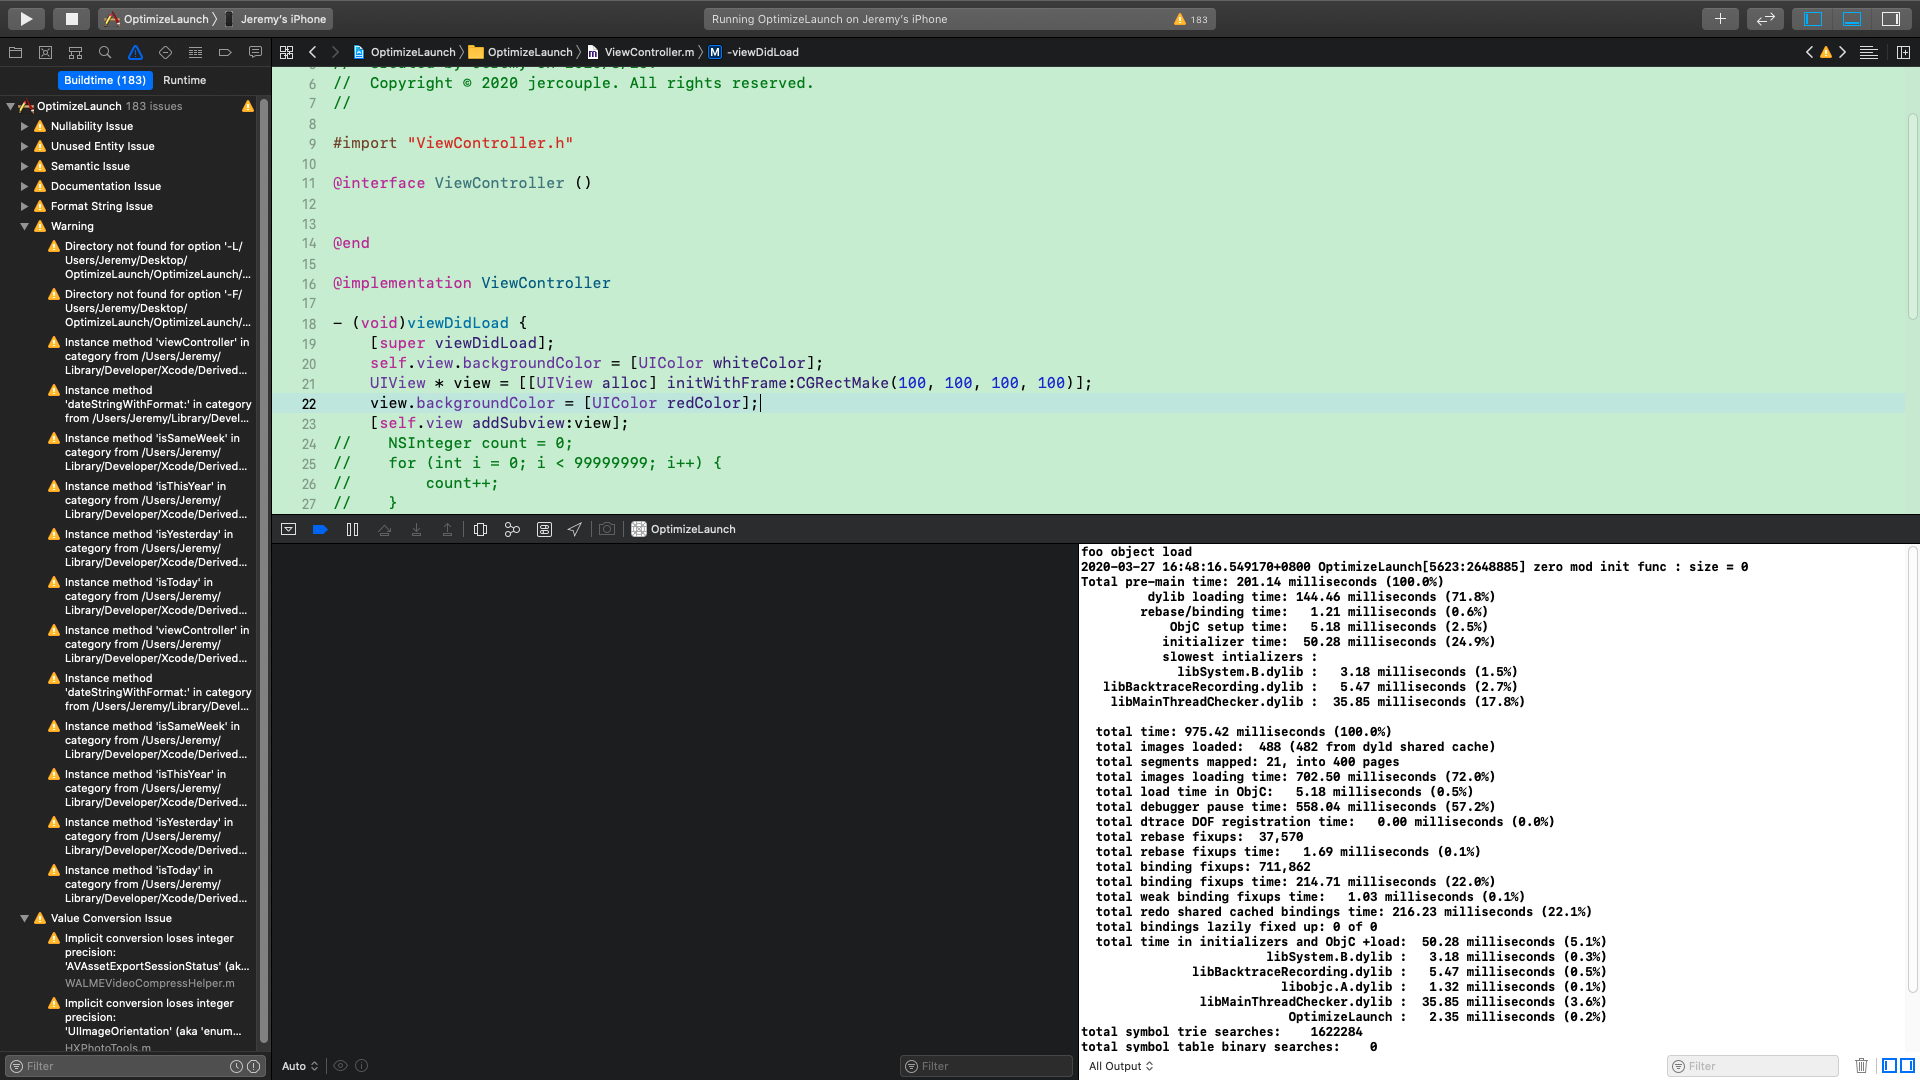 OptimizeLaunch 〉 Jeremy's iPhone
Running OptimizeLaunch on Jeremy's iPhone
183
OptimizeLaunch 〉 OptimizeLaunch 〉 ViewController.m 〉 M -viewDidLoad
Buildtime (183) Runtime
OptimizeLaunch 183 issues
Nullability Issue
Unused Entity Issue
Semantic Issue
Documentation Issue
Format String Issue
Warning
Directory not found for option '-L/
Users/Jeremy/Desktop/
OptimizeLaunch/OptimizeLaunch/...
Directory not found for option '-F/
Users/Jeremy/Desktop/
OptimizeLaunch/OptimizeLaunch/...
Instance method 'viewController' in
category from /Users/Jeremy/
Library/Developer/Xcode/Derived...
Instance method
'dateStringWithFormat:' in category
from /Users/Jeremy/Library/Devel...
Instance method 'isSameWeek' in
category from /Users/Jeremy/
Library/Developer/Xcode/Derived...
Instance method 'isThisYear' in
category from /Users/Jeremy/
Library/Developer/Xcode/Derived...
Instance method 'isYesterday' in
category from /Users/Jeremy/
Library/Developer/Xcode/Derived...
Instance method 'isToday' in
category from /Users/Jeremy/
Library/Developer/Xcode/Derived...
Instance method 'viewController' in
category from /Users/Jeremy/
Library/Developer/Xcode/Derived...
Instance method
'dateStringWithFormat:' in category
from /Users/Jeremy/Library/Devel...
Instance method 'isSameWeek' in
category from /Users/Jeremy/
Library/Developer/Xcode/Derived...
Instance method 'isThisYear' in
category from /Users/Jeremy/
Library/Developer/Xcode/Derived...
Instance method 'isYesterday' in
category from /Users/Jeremy/
Library/Developer/Xcode/Derived...
Instance method 'isToday' in
category from /Users/Jeremy/
Library/Developer/Xcode/Derived...
Value Conversion Issue
Implicit conversion loses integer
precision:
'AVAssetExportSessionStatus' (ak...
WALMEVideoCompressHelper.m
Implicit conversion loses integer
precision:
'UIImageOrientation' (aka 'enum...
HXPhotoTools.m
Filter
6 //  Copyright © 2020 jercouple. All rights reserved.
7 //
8
9 #import "ViewController.h"
10
11 @interface ViewController ()
12
13
14 @end
15
16 @implementation ViewController
17
18 - (void)viewDidLoad {
19     [super viewDidLoad];
20     self.view.backgroundColor = [UIColor whiteColor];
21     UIView * view = [[UIView alloc] initWithFrame:CGRectMake(100, 100, 100, 100)];
22     view.backgroundColor = [UIColor redColor];
23     [self.view addSubview:view];
24 //    NSInteger count = 0;
25 //    for (int i = 0; i < 99999999; i++) {
26 //        count++;
27 //    }
OptimizeLaunch
Auto
Filter
foo object load
2020-03-27 16:48:16.549170+0800 OptimizeLaunch[5623:2648885] zero mod init func : size = 0
Total pre-main time: 201.14 milliseconds (100.0%)
dylib loading time: 144.46 milliseconds (71.8%)
rebase/binding time:   1.21 milliseconds (0.6%)
ObjC setup time:   5.18 milliseconds (2.5%)
initializer time:  50.28 milliseconds (24.9%)
slowest intializers :
libSystem.B.dylib :   3.18 milliseconds (1.5%)
libBacktraceRecording.dylib :   5.47 milliseconds (2.7%)
libMainThreadChecker.dylib :  35.85 milliseconds (17.8%)
total time: 975.42 milliseconds (100.0%)
total images loaded:  488 (482 from dyld shared cache)
total segments mapped: 21, into 400 pages
total images loading time: 702.50 milliseconds (72.0%)
total load time in ObjC:   5.18 milliseconds (0.5%)
total debugger pause time: 558.04 milliseconds (57.2%)
total dtrace DOF registration time:   0.00 milliseconds (0.0%)
total rebase fixups:  37,570
total rebase fixups time:   1.69 milliseconds (0.1%)
total binding fixups: 711,862
total binding fixups time: 214.71 milliseconds (22.0%)
total weak binding fixups time:   1.03 milliseconds (0.1%)
total redo shared cached bindings time: 216.23 milliseconds (22.1%)
total bindings lazily fixed up: 0 of 0
total time in initializers and ObjC +load:  50.28 milliseconds (5.1%)
libSystem.B.dylib :   3.18 milliseconds (0.3%)
libBacktraceRecording.dylib :   5.47 milliseconds (0.5%)
libobjc.A.dylib :   1.32 milliseconds (0.1%)
libMainThreadChecker.dylib :  35.85 milliseconds (3.6%)
OptimizeLaunch :   2.35 milliseconds (0.2%)
total symbol trie searches:    1622284
total symbol table binary searches:    0
All Output
Filter